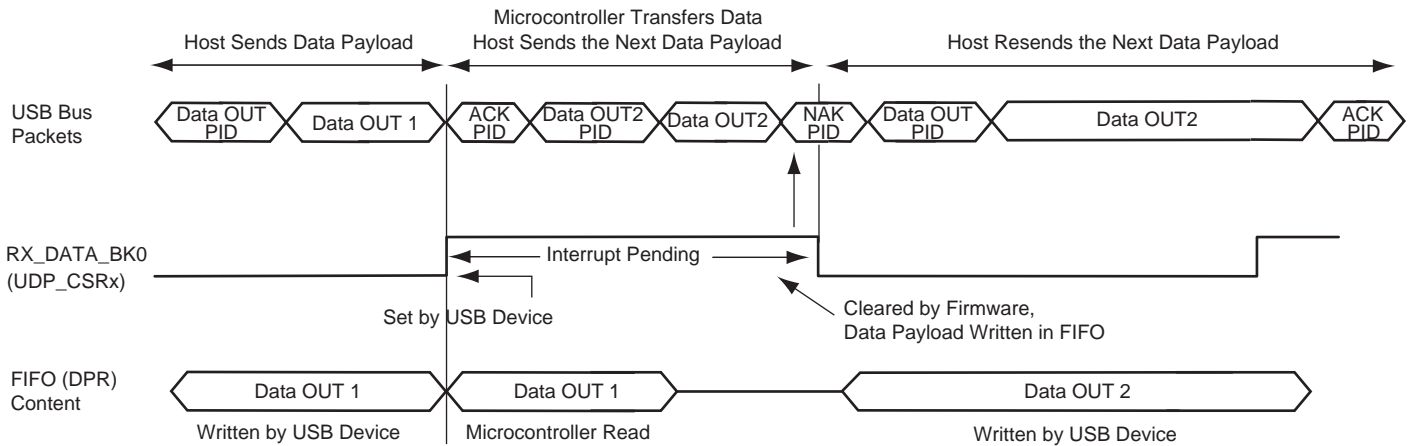 Microcontroller Transfers Data
Host Sends Data Payload
Host Sends the Next Data Payload
Host Resends the Next Data Payload
USB Bus
Packets
Data OUT
PID
Data OUT 1
ACK
PID
Data OUT2
PID
Data OUT2
NAK
PID
Data OUT
PID
Data OUT2
ACK
PID
RX_DATA_BK0
(UDP_CSRx)
Interrupt Pending
Set by USB Device
Cleared by Firmware,
Data Payload Written in FIFO
FIFO (DPR)
Content
Data OUT 1
Data OUT 1
Data OUT 2
Written by USB Device
Microcontroller Read
Written by USB Device